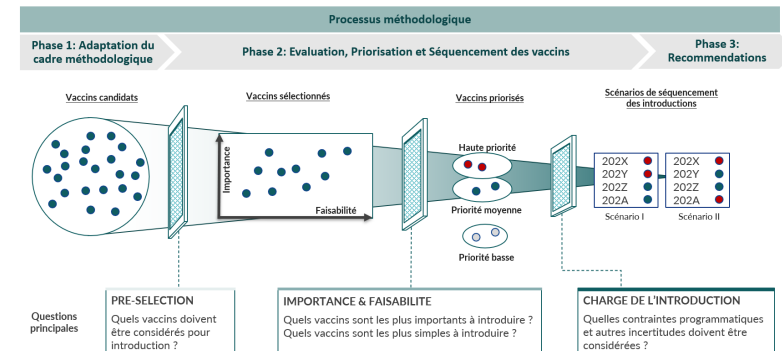 Processus méthodologique
Phase 1: Adaptation du
cadre méthodologique
Phase 2: Evaluation, Priorisation et Séquencement des vaccins
Phase 3:
Recommendations
Vaccins candidats
Vaccins sélectionnés
Vaccins priorisés
Scénarios de séquencement
des introductions
Importance
Faisabilité
Haute priorité
Priorité moyenne
Priorité basse
202X
202Y
202Z
202A
Scénario I
202X
202Y
202Z
202A
Scénario II
Questions
principales
PRE-SELECTION
Quels vaccins doivent
être considérés pour
introduction ?
IMPORTANCE & FAISABILITE
Quels vaccins sont les plus importants à introduire ?
Quels vaccins sont les plus simples à introduire ?
CHARGE DE L'INTRODUCTION
Quelles contraintes programmatiques
et autres incertitudes doivent être
considérées ?